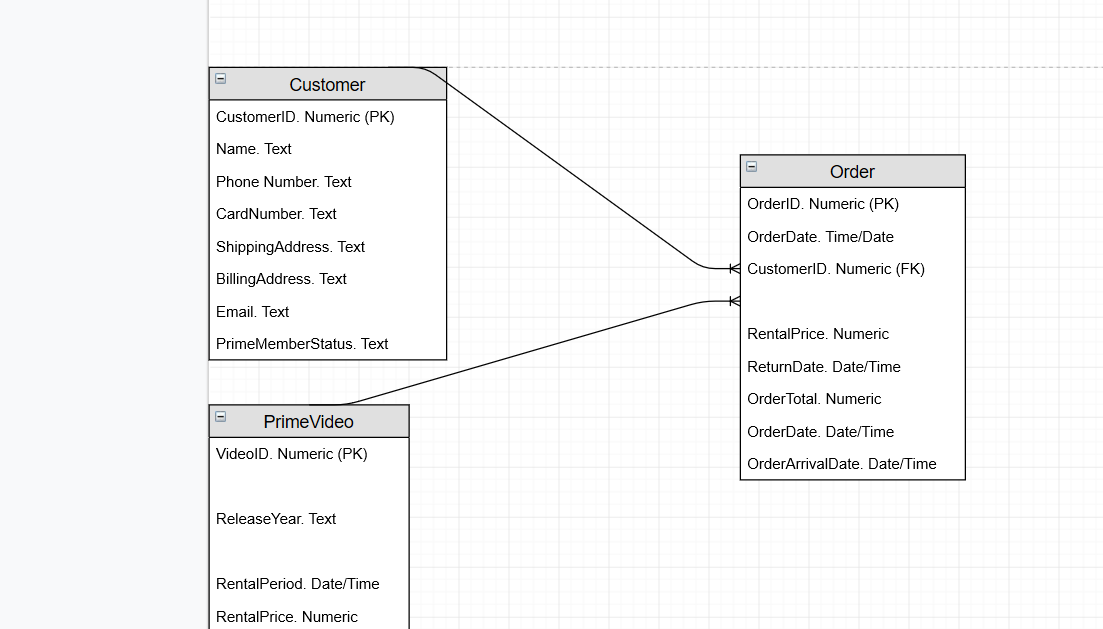 Customer
CustomerID. Numeric (PK)
Name. Text
Phone Number. Text
CardNumber. Text
ShippingAddress. Text
BillingAddress. Text
Email. Text
PrimeMemberStatus. Text
Order
OrderID. Numeric (PK)
OrderDate. Time/Date
CustomerID. Numeric (FK)
RentalPrice. Numeric
ReturnDate. Date/Time
OrderTotal. Numeric
OrderDate. Date/Time
OrderArrivalDate. Date/Time
PrimeVideo
VideoID. Numeric (PK)
ReleaseYear. Text
RentalPeriod. Date/Time
RentalPrice. Numeric